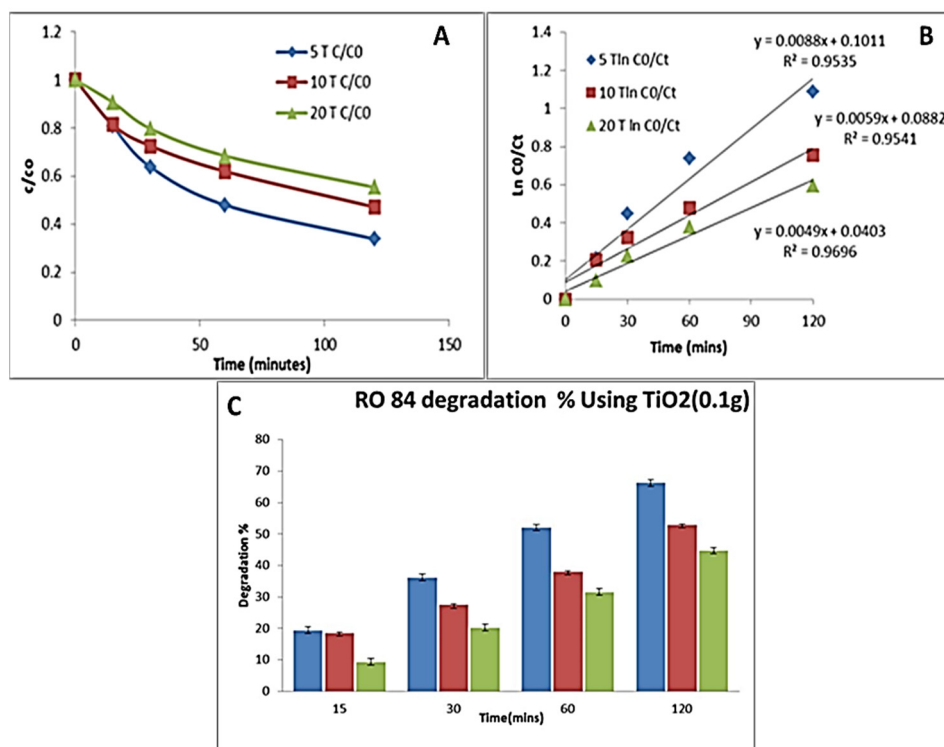 A
5 T C/C0
10 T C/C0
20 T C/C0
1
0.8
0.6
0.4
0.2
0
c/co
0 50 100 150
Time (minutes)
B
y = 0.0088x + 0.1011
R² = 0.9535
5 Tln C0/Ct
10 Tln C0/Ct
20 T ln C0/Ct
y = 0.0059x + 0.0882
R² = 0.9541
y = 0.0049x + 0.0403
R² = 0.9696
1.4
1.2
1
0.8
0.6
0.4
0.2
0
Ln C0/Ct
0 30 60 90 120
Time (mins)
C
RO 84 degradation % Using TiO2(0.1g)
80
70
60
50
40
30
20
10
0
Degradation %
15 30 60 120
Time(mins)